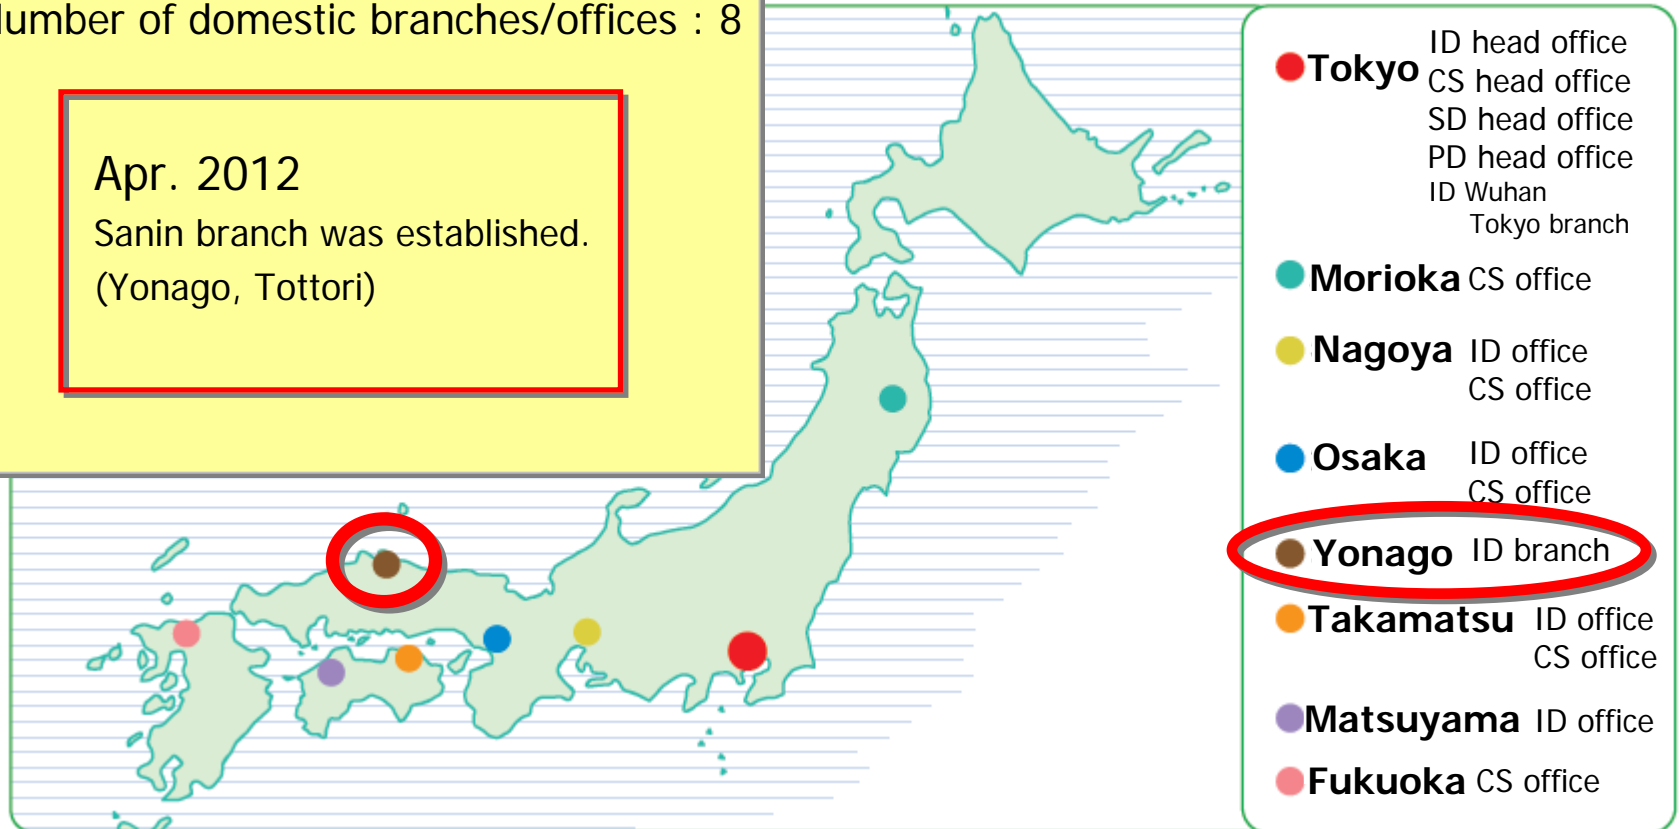 umber of domestic branches/offices : 8
Apr. 2012
Sanin branch was established.
(Yonago, Tottori)
Tokyo ID head office
CS head office
SD head office
PD head office
ID Wuhan
Tokyo branch
Morioka CS office
Nagoya ID office
CS office
Osaka ID office
CS office
Yonago ID branch
Takamatsu ID office
CS office
Matsuyama ID office
Fukuoka CS office